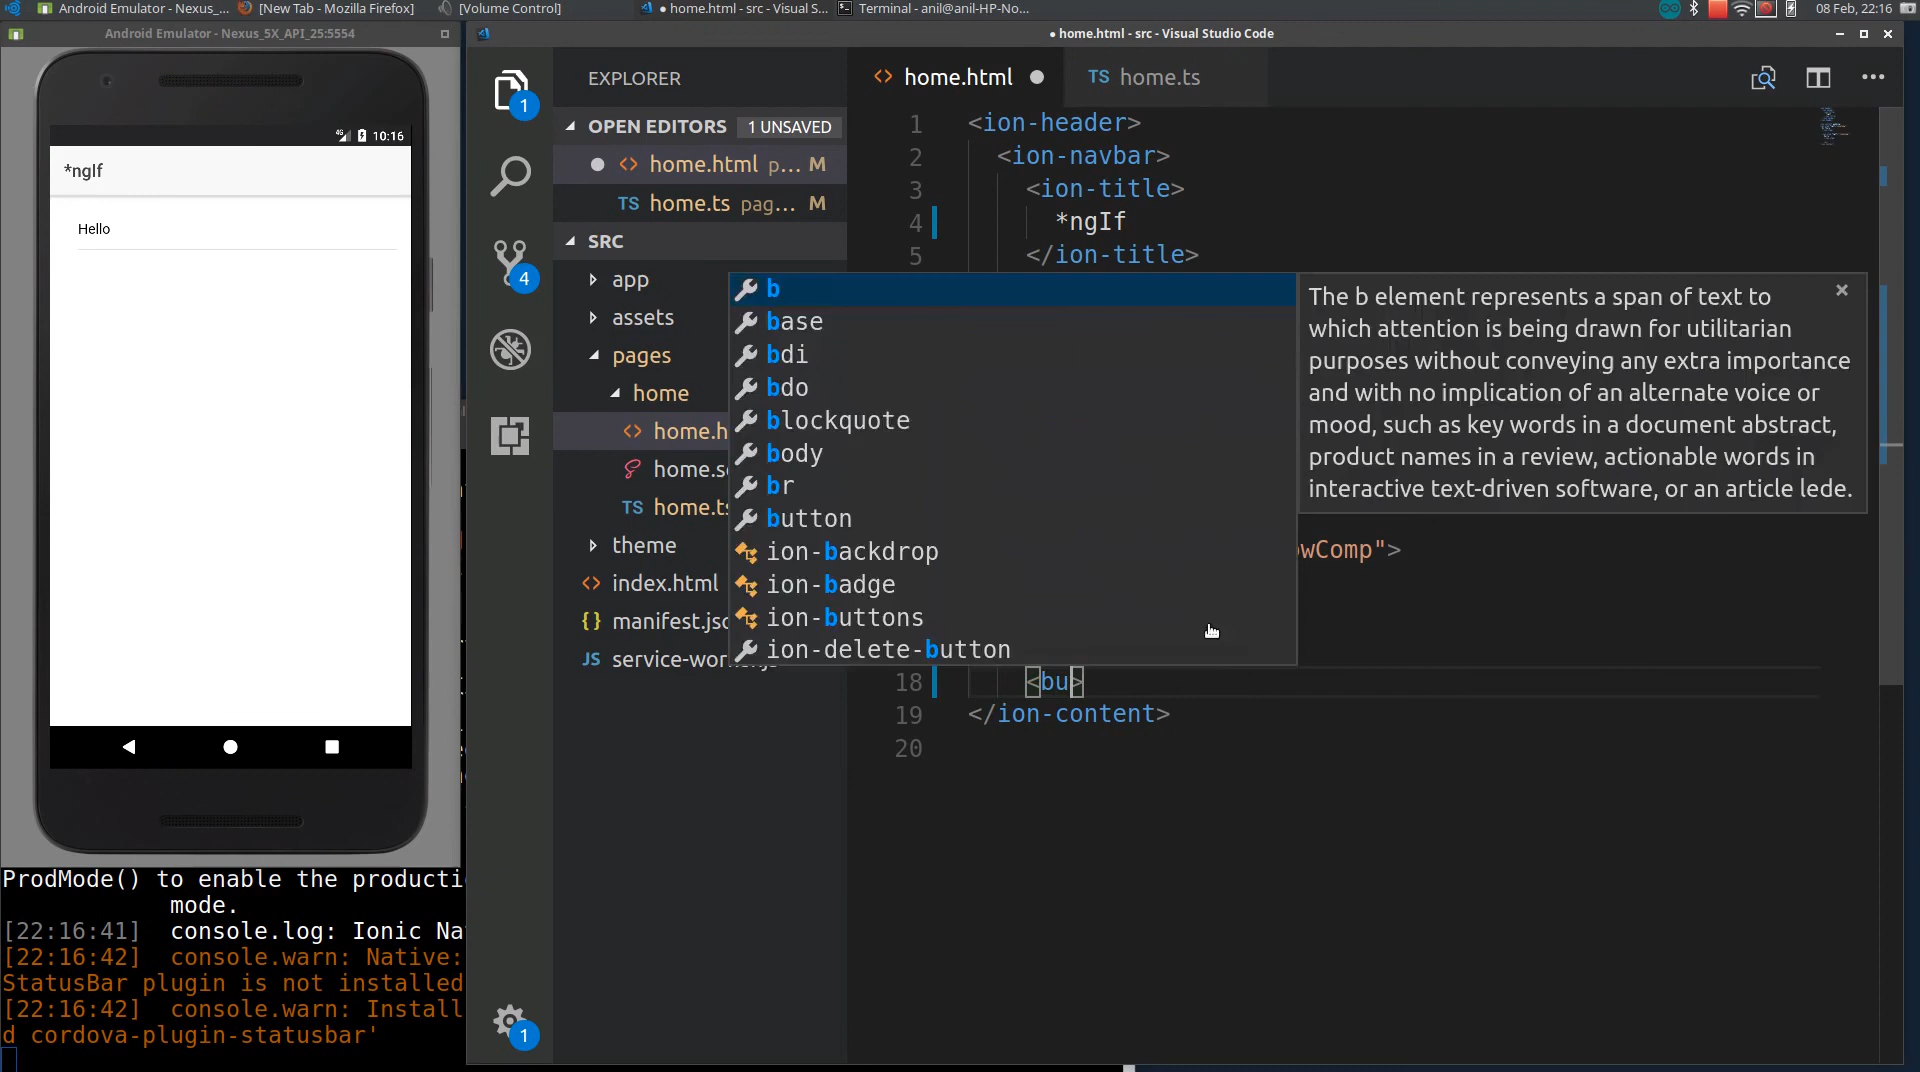 Android Emulator - Nexus_...
[New Tab - Mozilla Firefox]
[Volume Control]
● home.html - src - Visual S...
Terminal - anil@anil-HP-No...
08 Feb, 22:16
Android Emulator - Nexus_5X_API_25:5554
● home.html - src - Visual Studio Code
10:16
*ngIf
Hello
1
4
1
EXPLORER
OPEN EDITORS 1 UNSAVED
home.html p... M
TS home.ts pag... M
SRC
app
assets
pages
home
home.h
home.s
TS home.ts
theme
index.html
{} manifest.js
JS service-wor
home.html
TS home.ts
1 <ion-header>
2 <ion-navbar>
3 <ion-title>
4 *ngIf
5 </ion-title>
b
base
bdi
bdo
blockquote
body
br
button
ion-backdrop
ion-badge
ion-buttons
ion-delete-button
The b element represents a span of text to
which attention is being drawn for utilitarian
purposes without conveying any extra importance
and with no implication of an alternate voice or
mood, such as key words in a document abstract,
product names in a review, actionable words in
interactive text-driven software, or an article lede.
wComp">
18 <bu>
19 </ion-content>
20
ProdMode() to enable the producti
mode.
[22:16:41] console.log: Ionic Na
[22:16:42] console.warn: Native:
StatusBar plugin is not installed
[22:16:42] console.warn: Install
d cordova-plugin-statusbar'